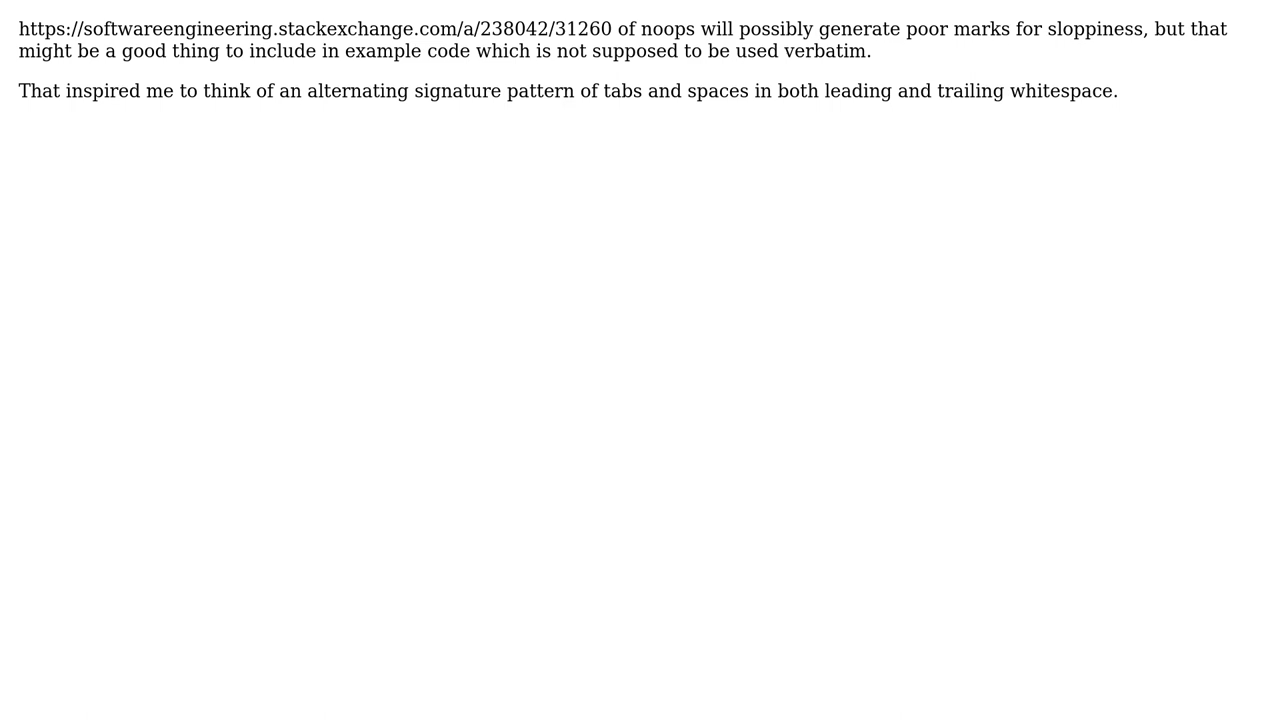 https://softwareengineering.stackexchange.com/a/238042/31260 of noops will possibly generate poor marks for sloppiness, but that
might be a good thing to include in example code which is not supposed to be used verbatim.
That inspired me to think of an alternating signature pattern of tabs and spaces in both leading and trailing whitespace.